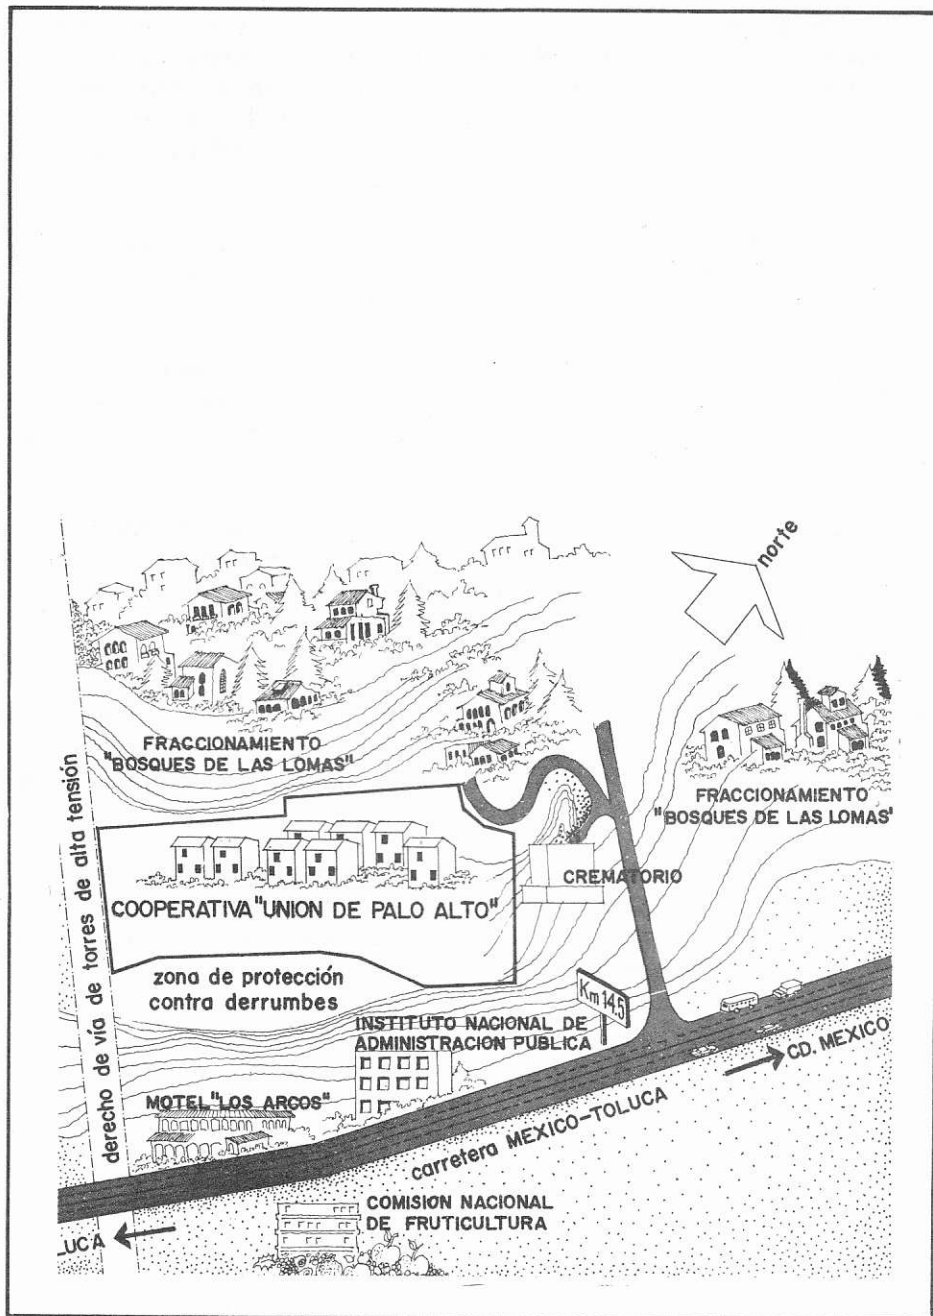 norte
FRACCIONAMIENTO
"BOSQUES DE LAS LOMAS"
FRACCIONAMIENTO
"BOSQUES DE LAS LOMAS"
derecho de vía de torres de alta tensión
CREMATORIO
COOPERATIVA "UNION DE PALO ALTO"
zona de protección
contra derrumbes
Km 14.5
INSTITUTO NACIONAL DE
ADMINISTRACION PUBLICA
CD. MEXICO
MOTEL "LOS ARCOS"
carretera MEXICO-TOLUCA
COMISION NACIONAL
DE FRUTICULTURA
LUCA